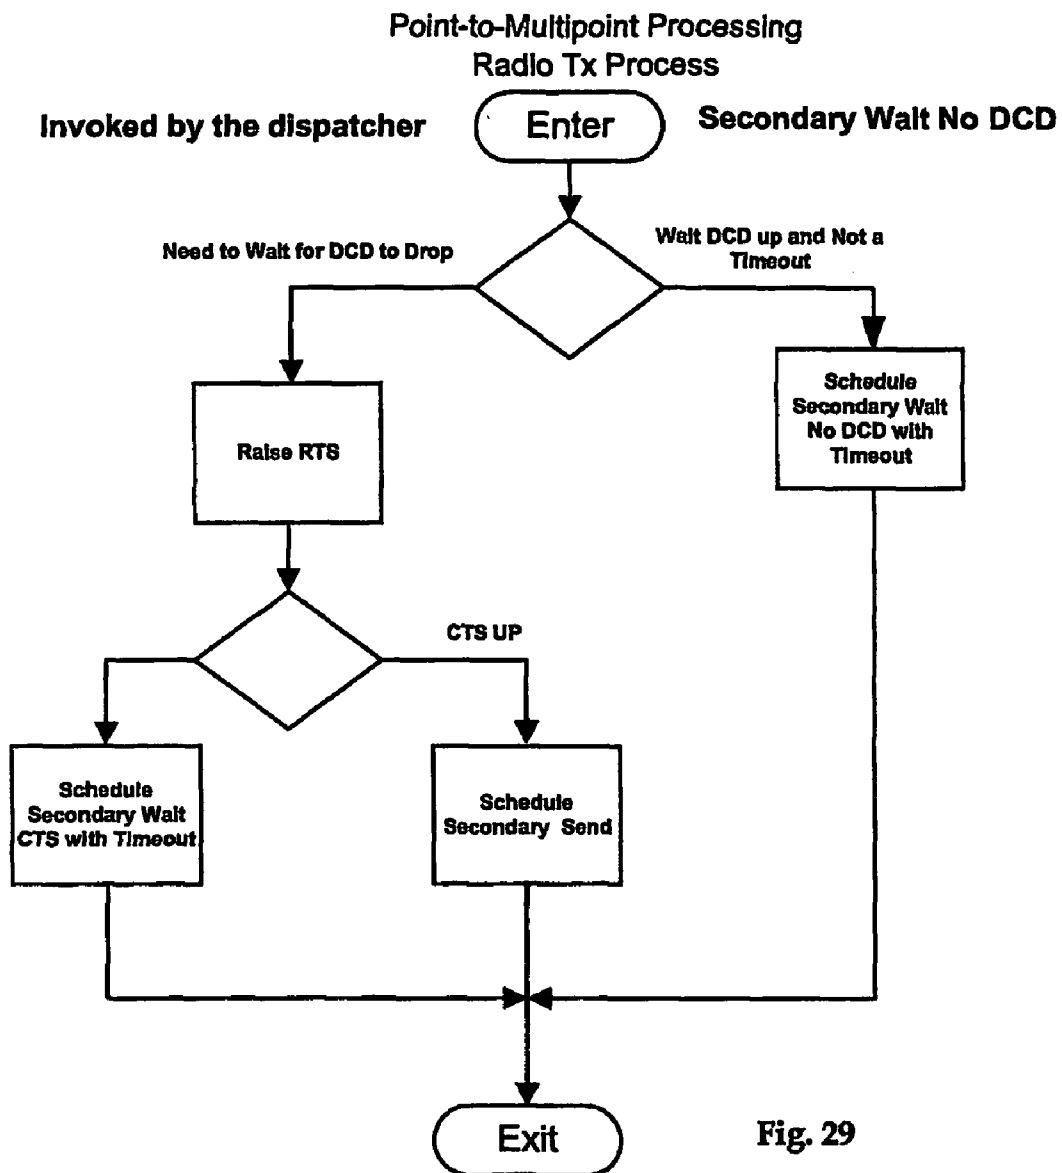 Point-to-Multipoint Processing
Radio Tx Process
Invoked by the dispatcher
Enter
Secondary Wait No DCD
Need to Wait for DCD to Drop
Wait DCD up and Not a
Timeout
Schedule
Secondary Wait
No DCD with
Timeout
Raise RTS
CTS UP
Schedule
Secondary Wait
CTS with Timeout
Schedule
Secondary Send
Exit
Fig. 29